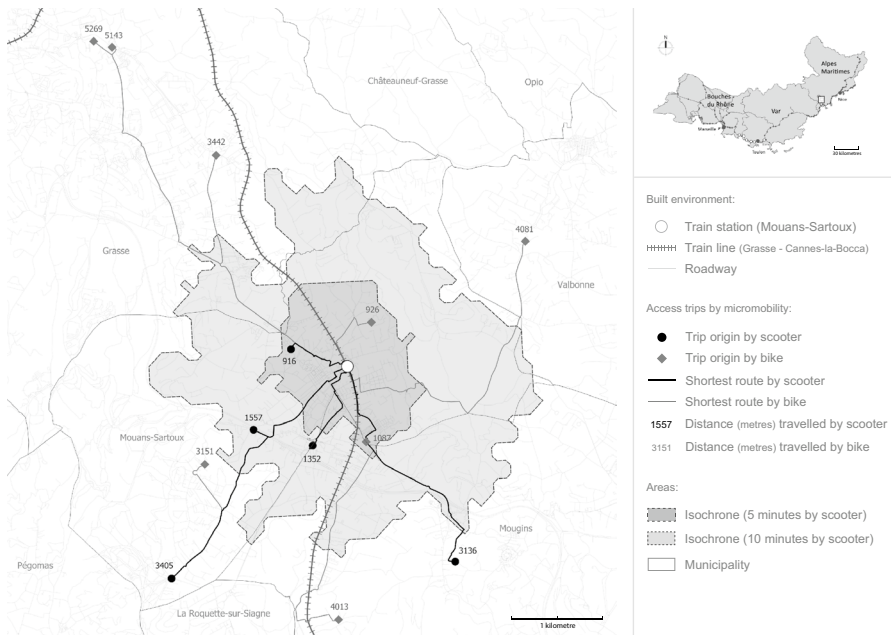 5269
5143
Châteauneuf-Grasse
Opio
3442
4081
Grasse
Valbonne
926
916
1557
Mouans-Sartoux
1087
3151
1352
Mougins
3136
3405
Pégomas
La Roquette-sur-Siagne
4013
1 kilometre
N
Alpes
Maritimes
Bouches
du Rhône
Var
Nice
Marseille
Toulon
20 kilometres
Built environment:
Train station (Mouans-Sartoux)
Train line (Grasse - Cannes-la-Bocca)
Roadway
Access trips by micromobility:
Trip origin by scooter
Trip origin by bike
Shortest route by scooter
Shortest route by bike
1557 Distance (metres) travelled by scooter
3151 Distance (metres) travelled by bike
Areas:
Isochrone (5 minutes by scooter)
Isochrone (10 minutes by scooter)
Municipality